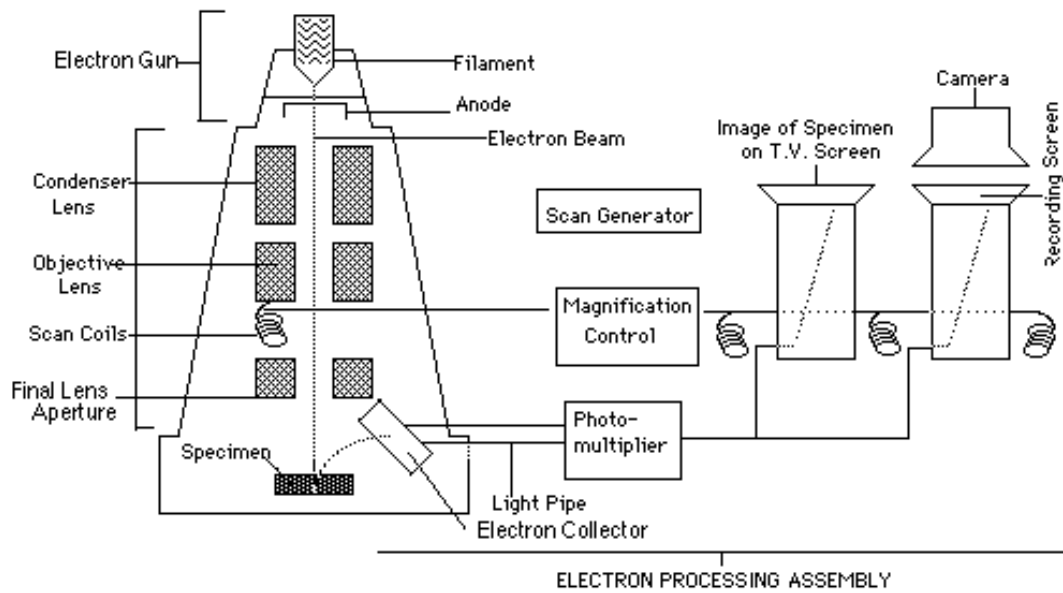 Electron Gun
Filament
Anode
Electron Beam
Condenser
Lens
Objective
Lens
Scan Coils
Final Lens
Aperture
Specimen
Light Pipe
Electron Collector
Scan Generator
Magnification
Control
Photo-
multiplier
Image of Specimen
on T.V. Screen
Camera
Recording Screen
ELECTRON PROCESSING ASSEMBLY